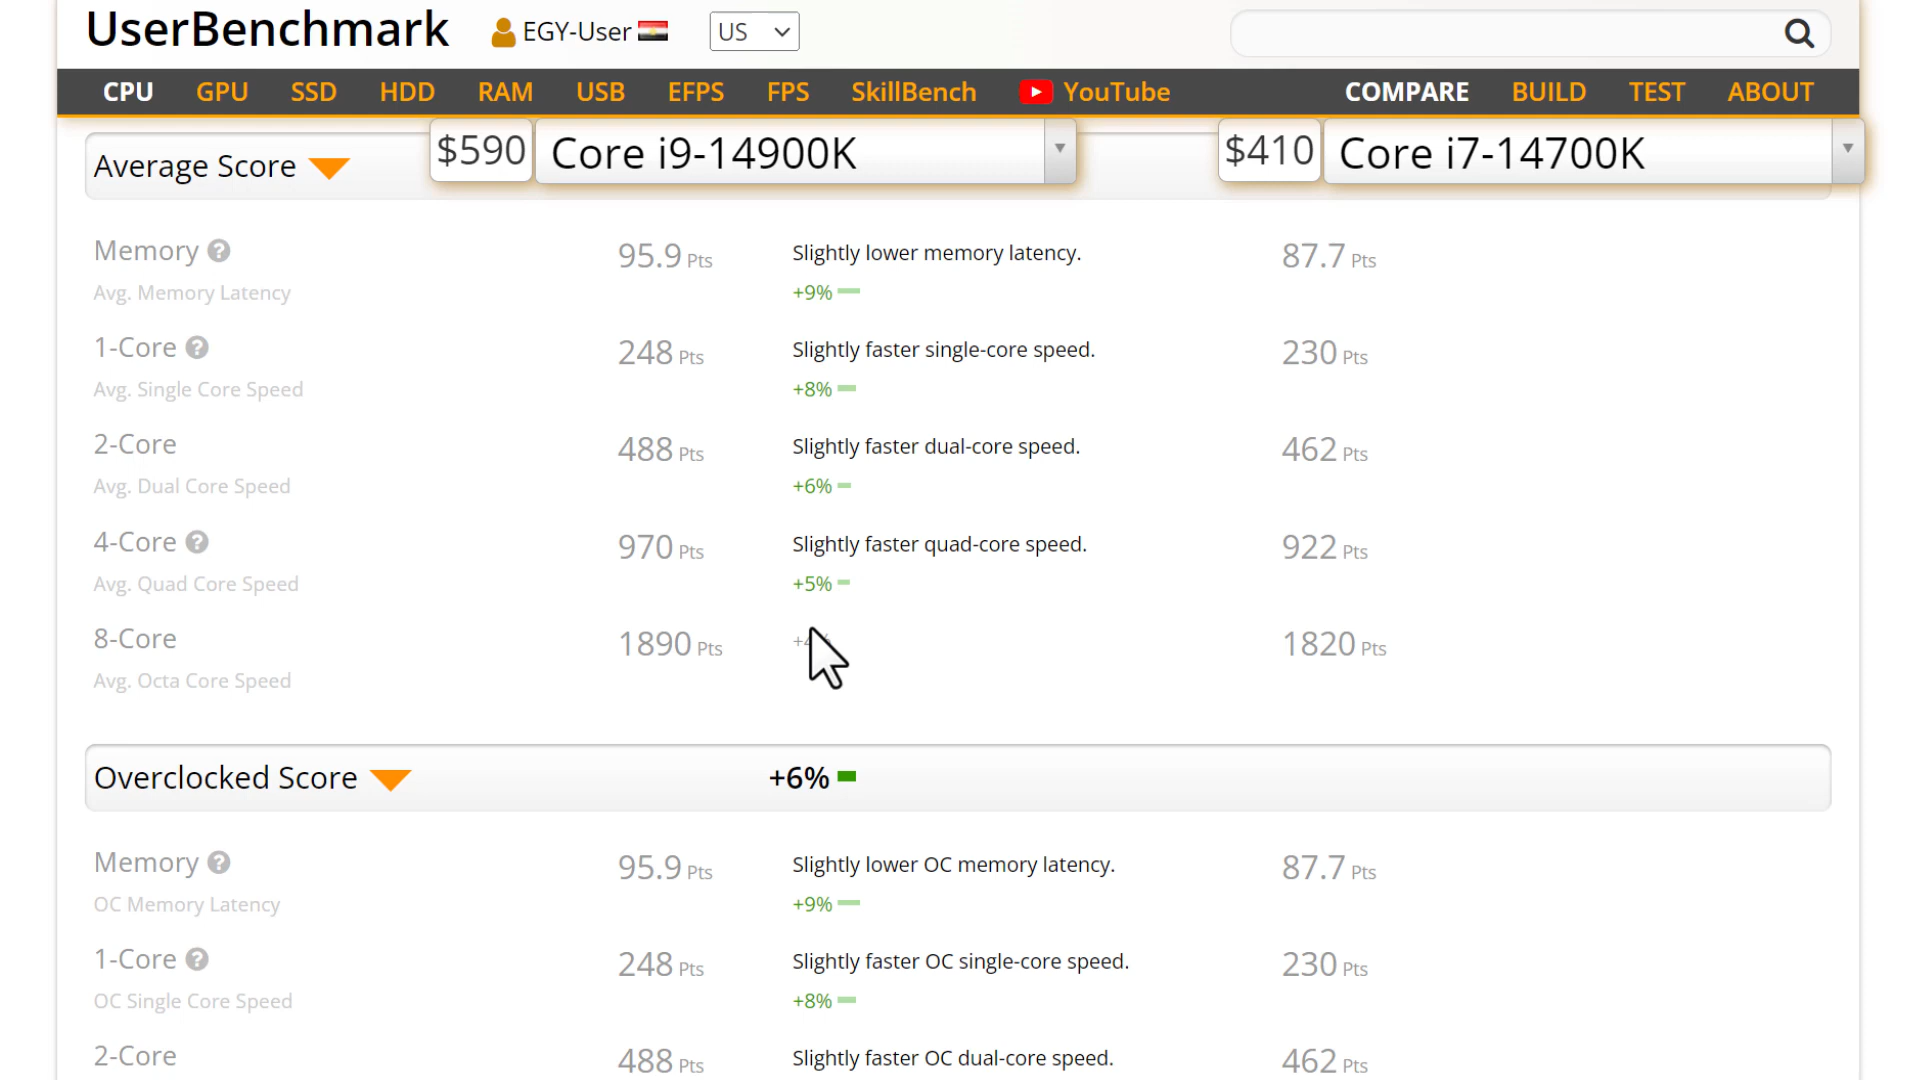 UserBenchmark EGY-User US
CPU GPU SSD HDD RAM USB EFPS FPS SkillBench YouTube COMPARE BUILD TEST ABOUT
Average Score $590 Core i9-14900K $410 Core i7-14700K
Memory 95.9 Pts Slightly lower memory latency. 87.7 Pts
Avg. Memory Latency +9%
1-Core 248 Pts Slightly faster single-core speed. 230 Pts
Avg. Single Core Speed +8%
2-Core 488 Pts Slightly faster dual-core speed. 462 Pts
Avg. Dual Core Speed +6%
4-Core 970 Pts Slightly faster quad-core speed. 922 Pts
Avg. Quad Core Speed +5%
8-Core 1890 Pts 1820 Pts
Avg. Octa Core Speed
Overclocked Score +6%
Memory 95.9 Pts Slightly lower OC memory latency. 87.7 Pts
OC Memory Latency +9%
1-Core 248 Pts Slightly faster OC single-core speed. 230 Pts
OC Single Core Speed +8%
2-Core 488 Pts Slightly faster OC dual-core speed. 462 Pts